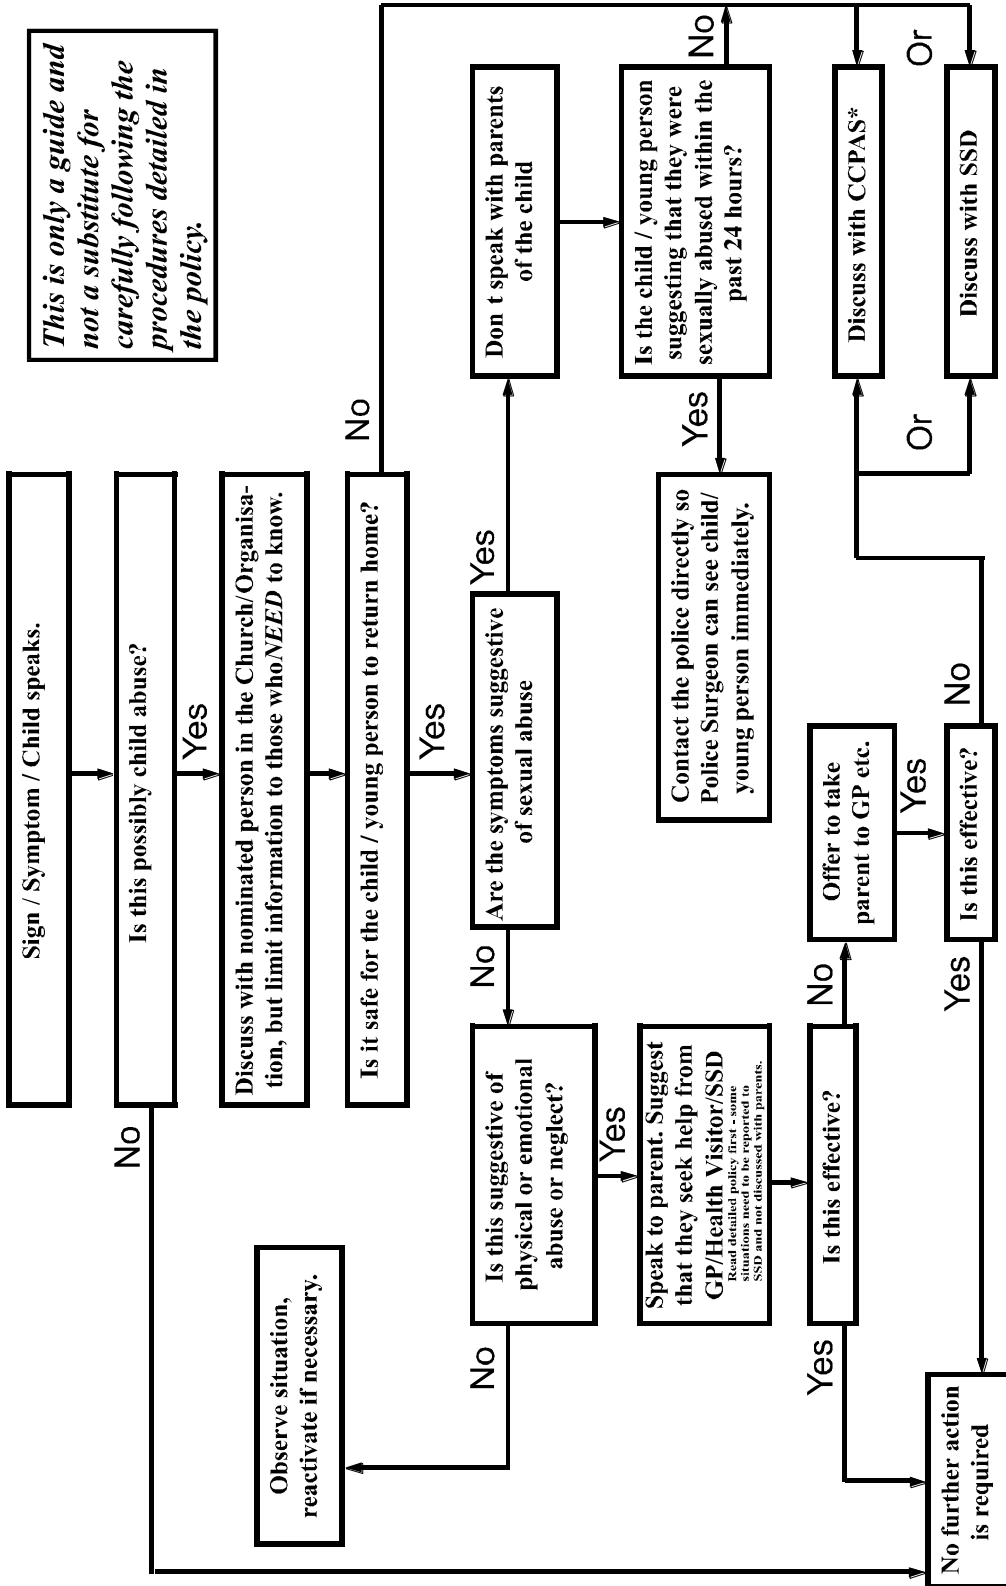 This is only a guide and
not a substitute for
carefully following the
procedures detailed in
the policy.
Sign / Symptom / Child speaks.
Is this possibly child abuse?
No
Yes
Discuss with nominated person in the Church/Organisa-
tion, but limit information to those who NEED to know.
Is it safe for the child / young person to return home?
No
Yes
Are the symptoms suggestive
of sexual abuse
No
Yes
Don t speak with parents
of the child
Is the child / young person
suggesting that they were
sexually abused within the
past 24 hours?
No
Yes
Contact the police directly so
Police Surgeon can see child/
young person immediately.
Is this suggestive of
physical or emotional
abuse or neglect?
No
Observe situation,
reactivate if necessary.
Yes
Speak to parent. Suggest
that they seek help from
GP/Health Visitor/SSD
Read detailed policy first - some
situations need to be reported to
SSD and not discussed with parents.
Is this effective?
Yes
No
Offer to take
parent to GP etc.
Yes
Is this effective?
Yes
No
No further action
is required
Discuss with CCPAS*
Or
Or
Discuss with SSD